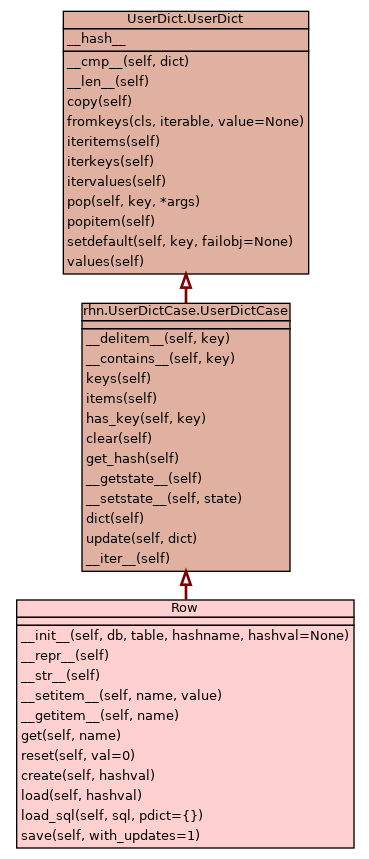 UserDict.UserDict
__hash__
__cmp__(self, dict)
__len__(self)
copy(self)
fromkeys(cls, iterable, value=None)
iteritems(self)
iterkeys(self)
itervalues(self)
pop(self, key, *args)
popitem(self)
setdefault(self, key, failobj=None)
values(self)
rhn.UserDictCase.UserDictCase
__delitem__(self, key)
__contains__(self, key)
keys(self)
items(self)
has_key(self, key)
clear(self)
get_hash(self)
__getstate__(self)
__setstate__(self, state)
dict(self)
update(self, dict)
__iter__(self)
Row
__init__(self, db, table, hashname, hashval=None)
__repr__(self)
__str__(self)
__setitem__(self, name, value)
__getitem__(self, name)
get(self, name)
reset(self, val=0)
create(self, hashval)
load(self, hashval)
load_sql(self, sql, pdict={})
save(self, with_updates=1)